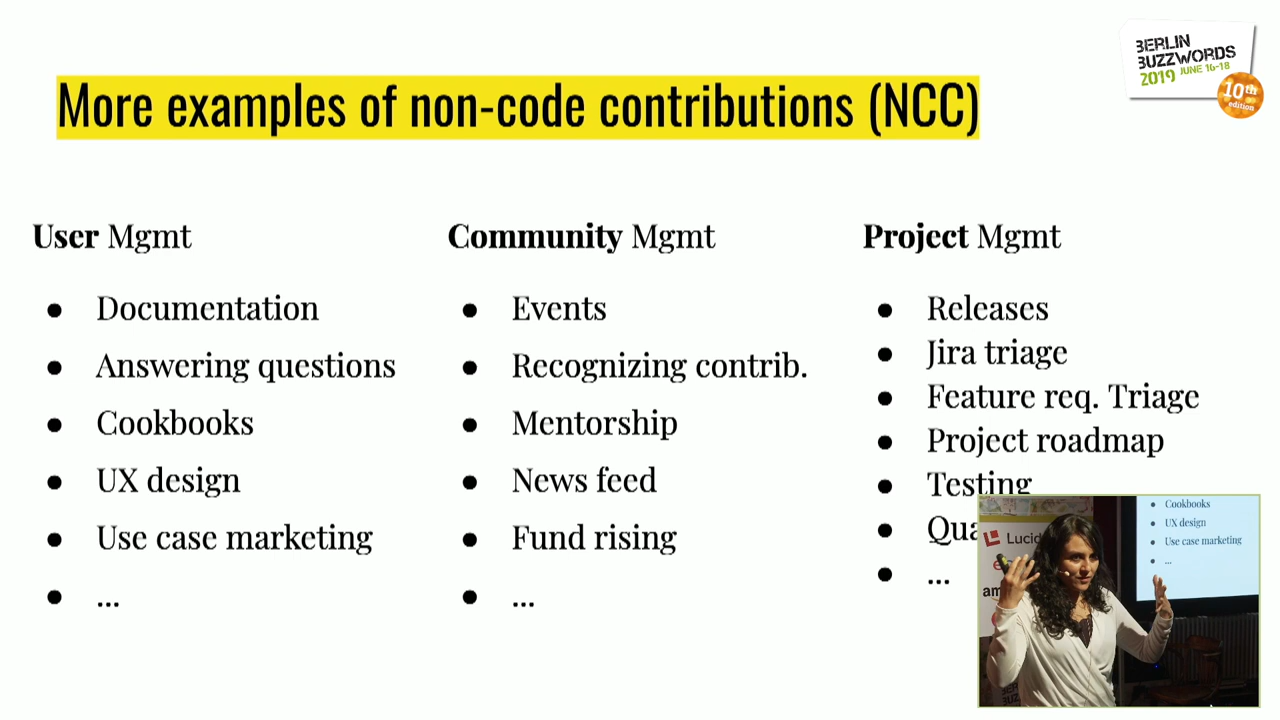 BERLIN
BUZZWORDS
2019 JUNE 16-18
10th
edition
More examples of non-code contributions (NCC)
User Mgmt
Documentation
Answering questions
Cookbooks
UX design
Use case marketing
...
Community Mgmt
Events
Recognizing contrib.
Mentorship
News feed
Fund rising
...
Project Mgmt
Releases
Jira triage
Feature req. Triage
Project roadmap
Testing
...
Cookbooks
UX design
Use case marketing
...